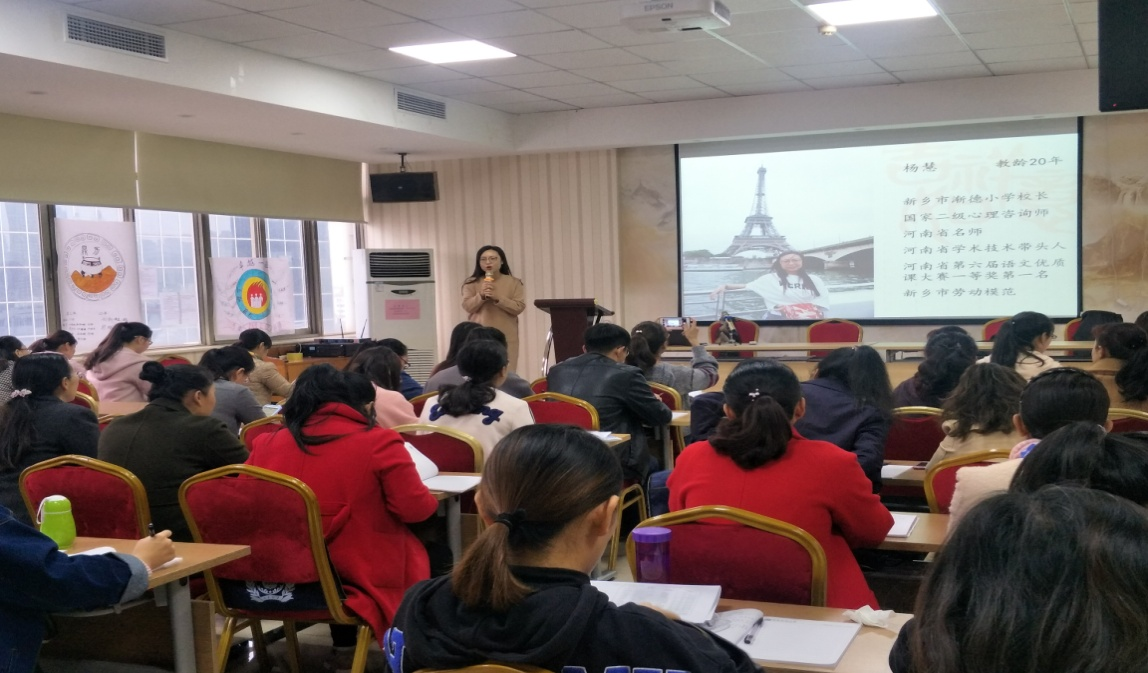 EPSON
杨慧 教龄20年
新乡市新德小学校长
国家二级心理咨询师
河南省名师
河南省学术技术带头人
河南省第六届语文优质
课大赛一等奖第一名
新乡市劳动模范